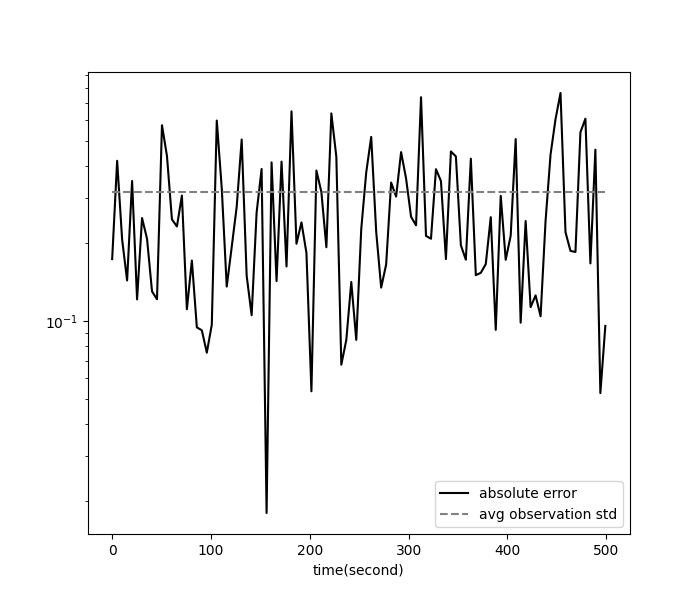 10⁻¹
absolute error
avg observation std
0 100 200 300 400 500
time(second)